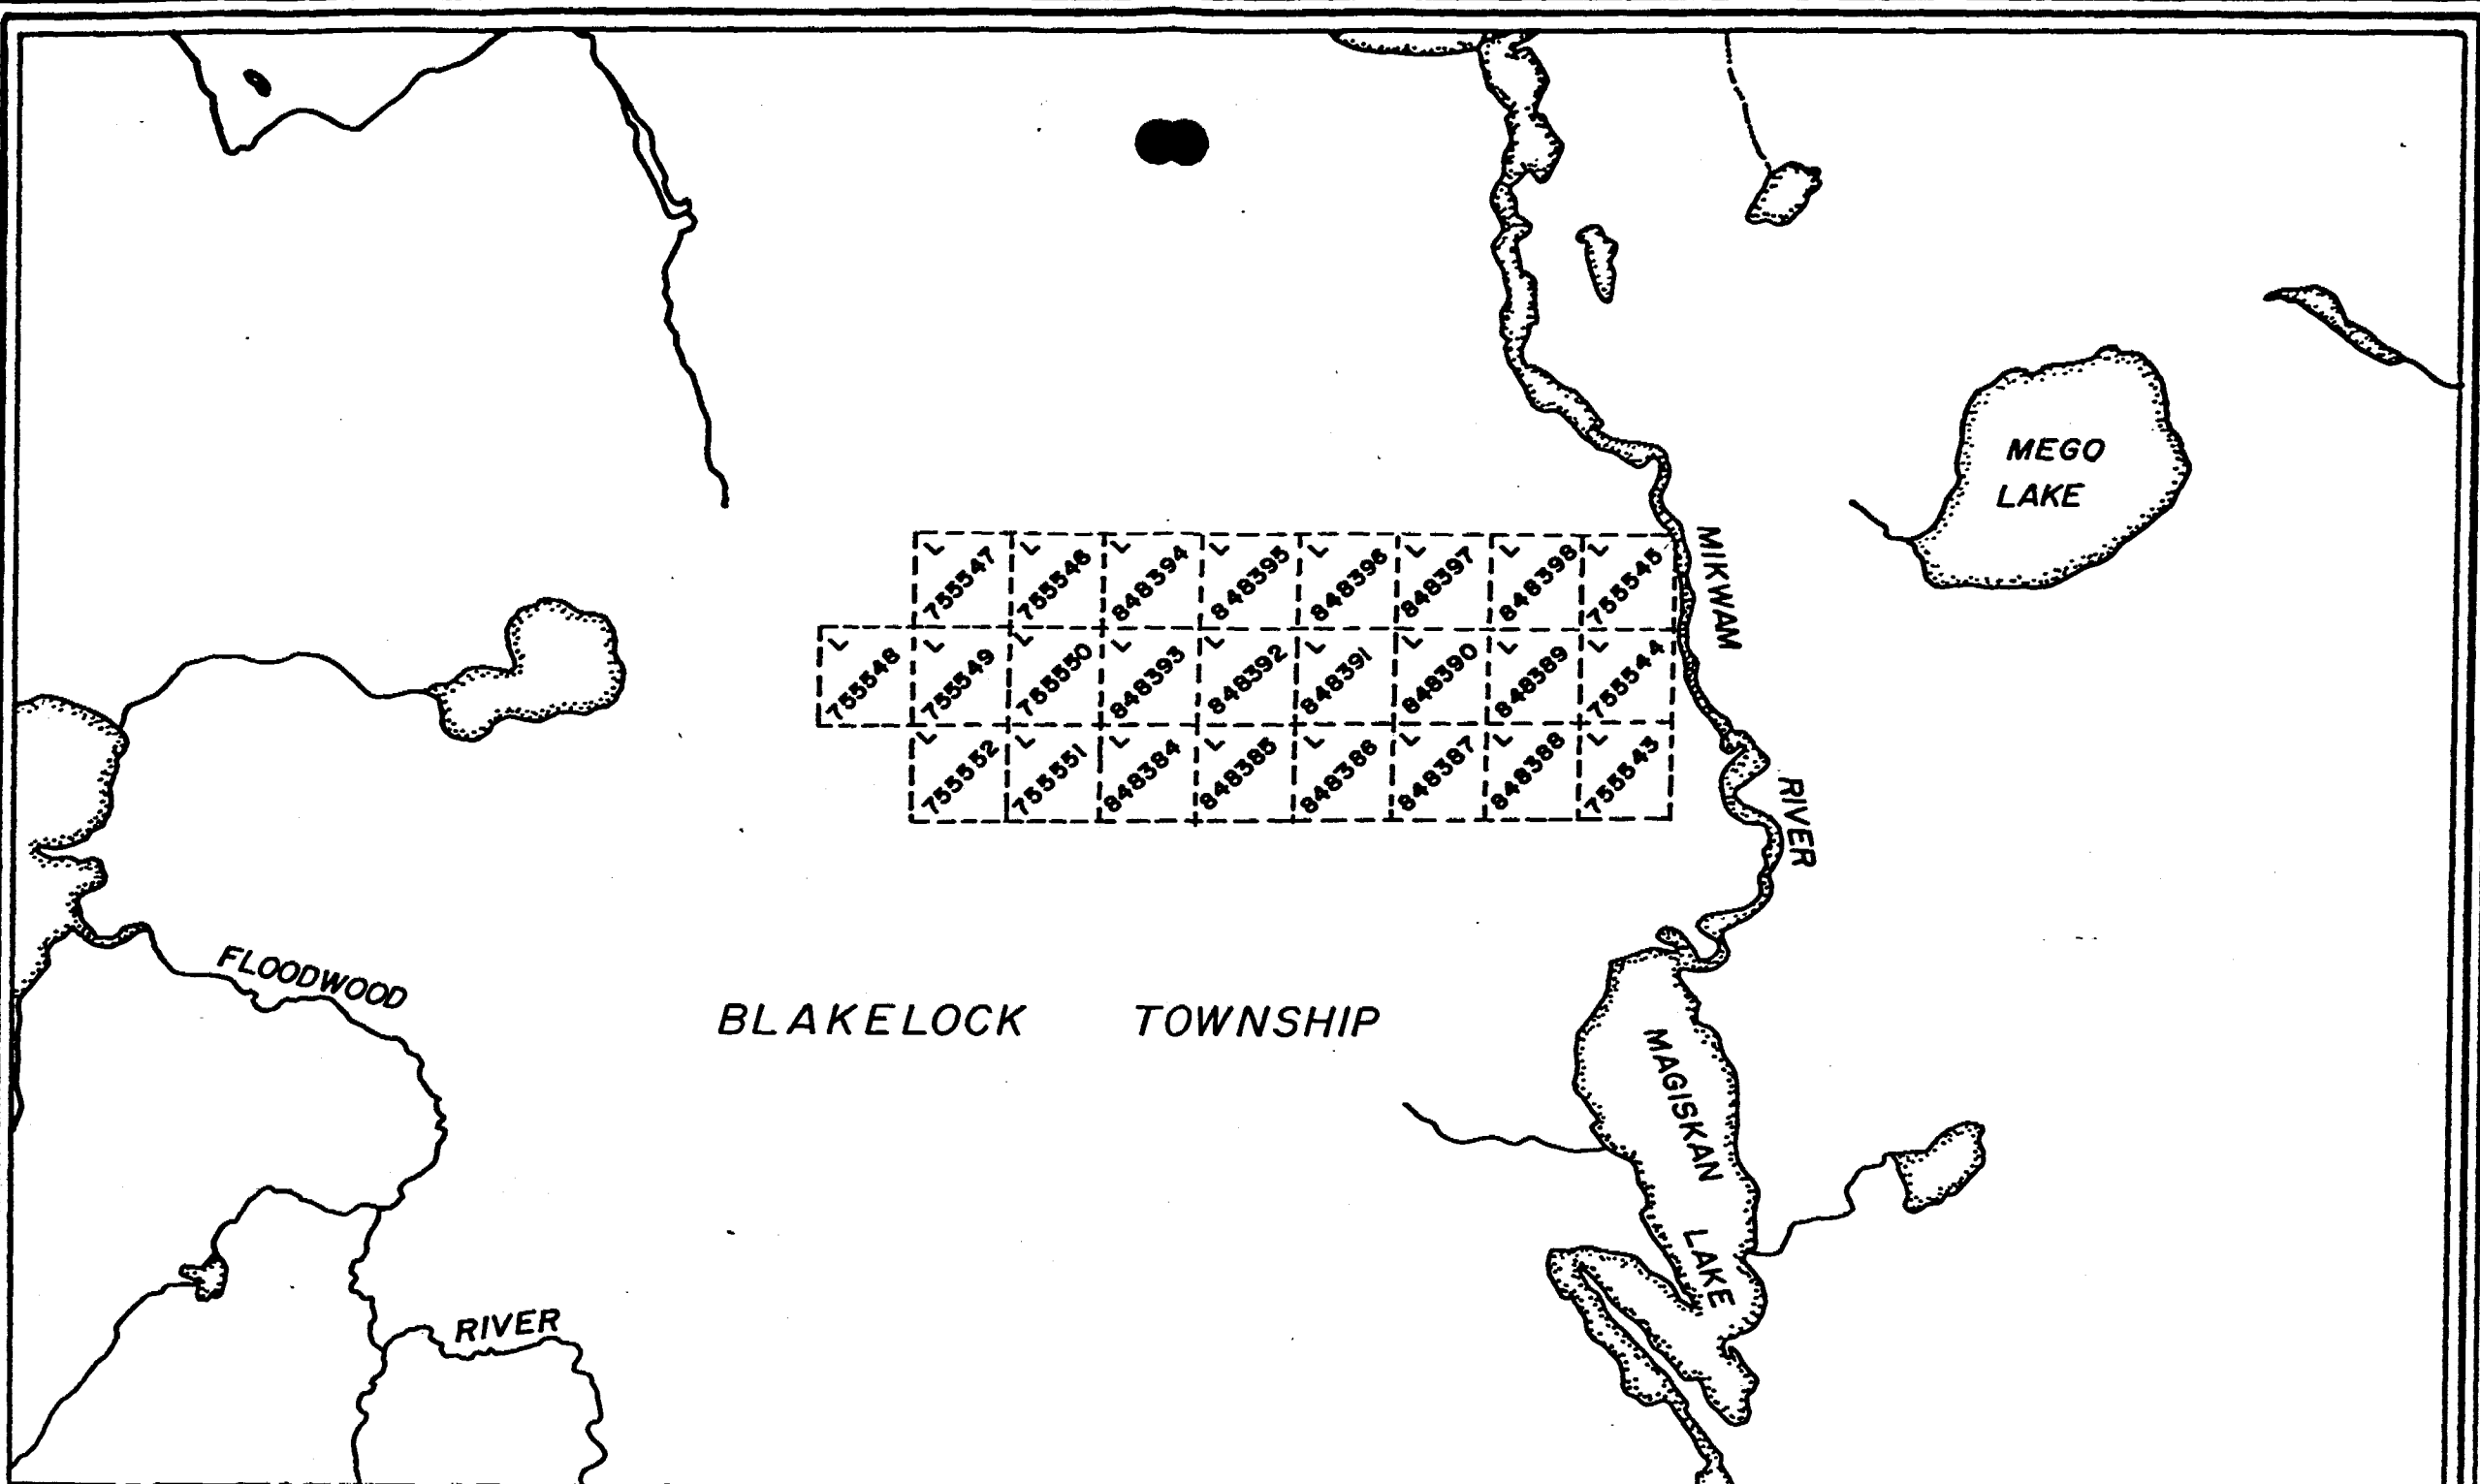 MEGO
LAKE
MIKWAM
RIVER
L 755547
L 755546
L 848394
L 848395
L 848396
L 848397
L 848398
L 755545
L 755548
L 755549
L 755550
L 848393
L 848392
L 848391
L 848390
L 848389
L 755544
L 755552
L 755551
L 848384
L 848385
L 848386
L 848387
L 848388
L 755543
FLOODWOOD
RIVER
BLAKELOCK TOWNSHIP
MAGISKAN LAKE